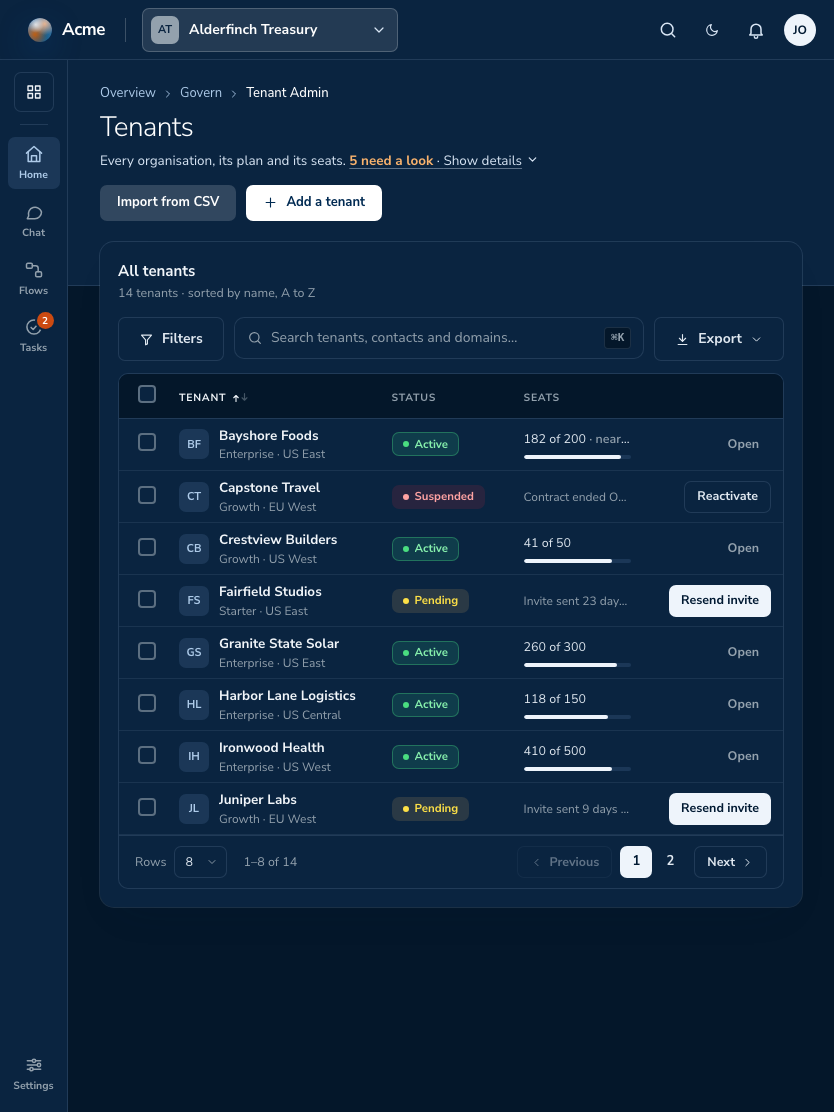 Acme
AT Alderfinch Treasury
JO
Overview > Govern > Tenant Admin
Tenants
Every organisation, its plan and its seats. 5 need a look · Show details
Import from CSV
+ Add a tenant
Home
Chat
Flows
2
Tasks
Settings
All tenants
14 tenants · sorted by name, A to Z
Filters
Search tenants, contacts and domains...
⌘K
Export
TENANT STATUS SEATS
BF Bayshore Foods Active 182 of 200 · near... Open
Enterprise · US East
CT Capstone Travel Suspended Contract ended O... Reactivate
Growth · EU West
CB Crestview Builders Active 41 of 50 Open
Growth · US West
FS Fairfield Studios Pending Invite sent 23 day... Resend invite
Starter · US East
GS Granite State Solar Active 260 of 300 Open
Enterprise · US East
HL Harbor Lane Logistics Active 118 of 150 Open
Enterprise · US Central
IH Ironwood Health Active 410 of 500 Open
Enterprise · US West
JL Juniper Labs Pending Invite sent 9 days ... Resend invite
Growth · EU West
Rows 8 1–8 of 14 Previous 1 2 Next